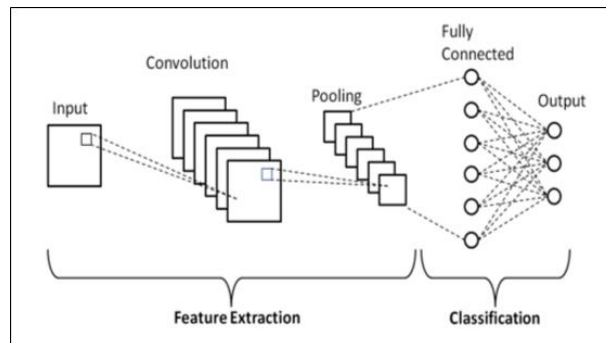 Fully
Connected
Convolution
Pooling
Input
Output
Feature Extraction
Classification